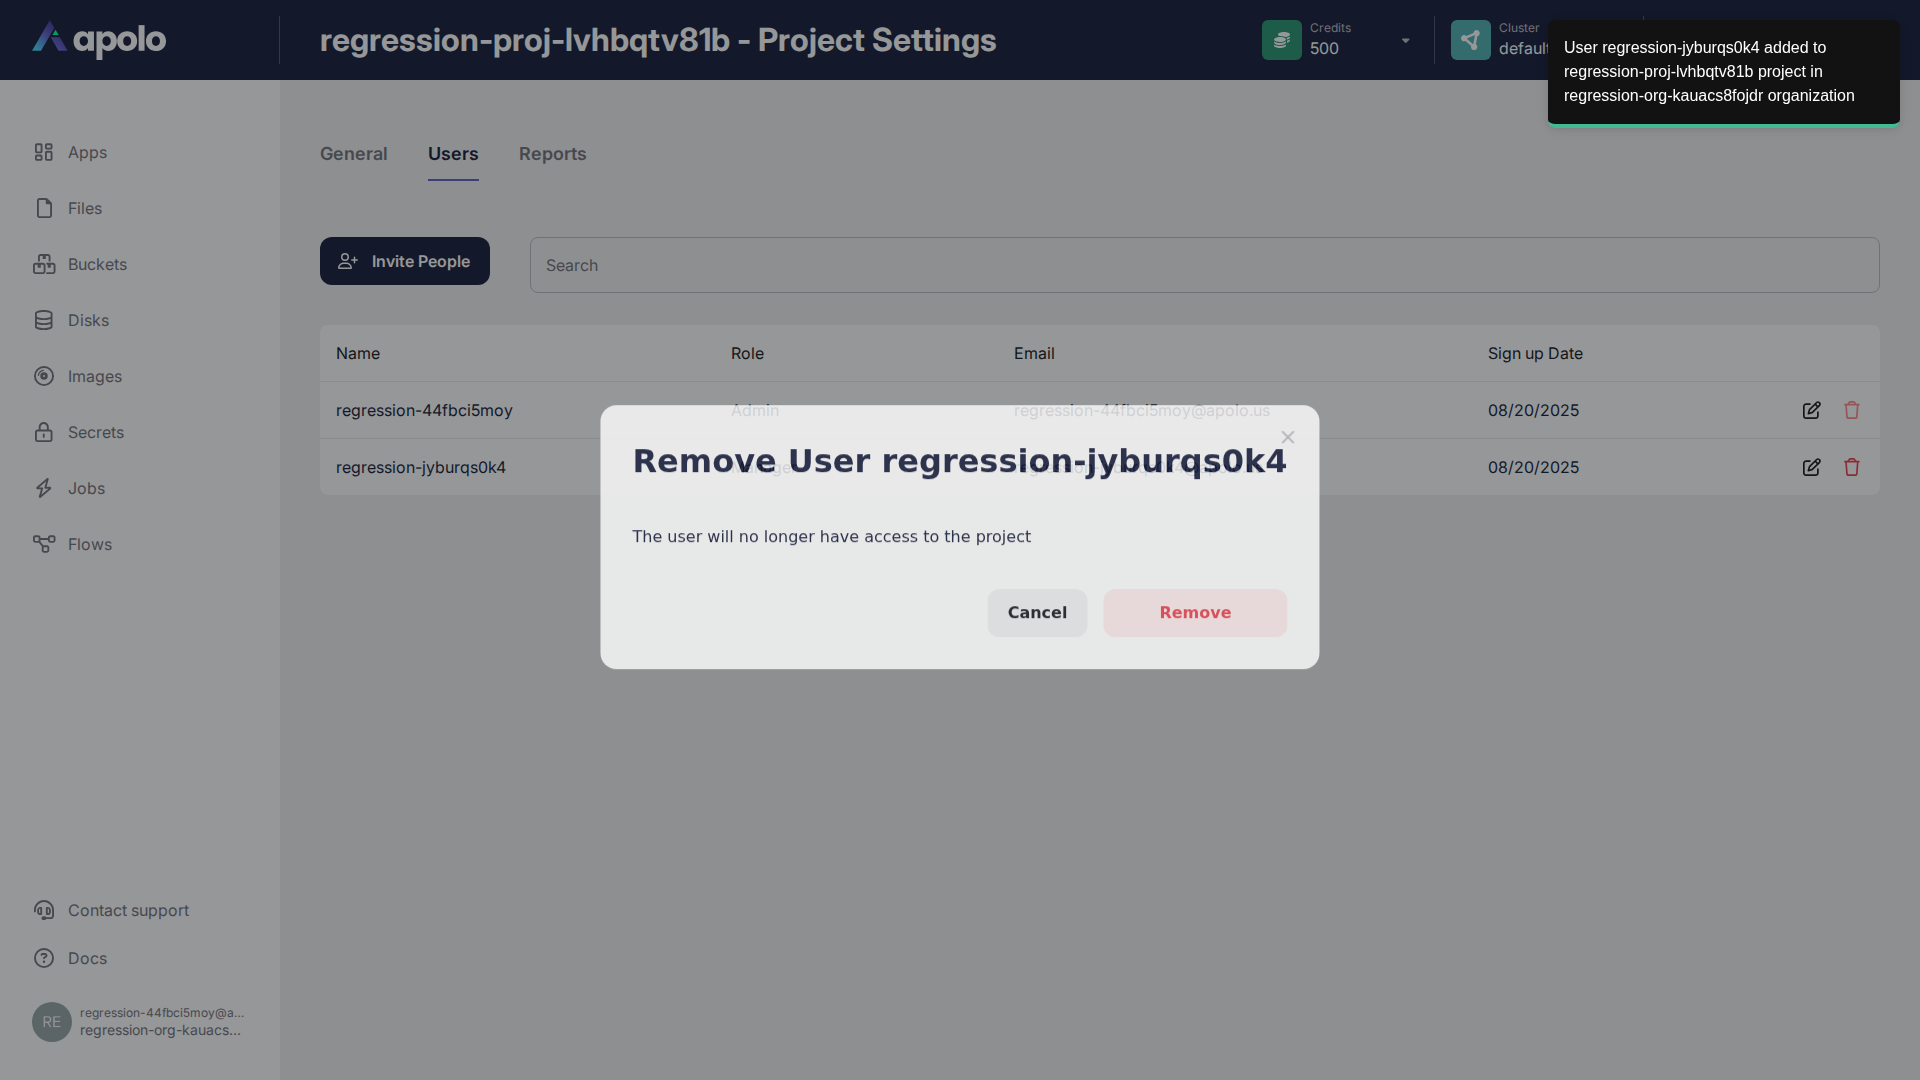 apolo
regression-proj-lvhbqtv81b - Project Settings
Credits
500
Cluster
default
User regression-jyburqs0k4 added to
regression-proj-lvhbqtv81b project in
regression-org-kauacs8fojdr organization
Apps
Files
Buckets
Disks
Images
Secrets
Jobs
Flows
General
Users
Reports
Invite People
Search
Name
Role
Email
Sign up Date
regression-44fbci5moy
Admin
regression-44fbci5moy@apolo.us
08/20/2025
regression-jyburqs0k4
08/20/2025
Remove User regression-jyburqs0k4
The user will no longer have access to the project
Cancel
Remove
Contact support
Docs
RE
regression-44fbci5moy@a...
regression-org-kauacs...